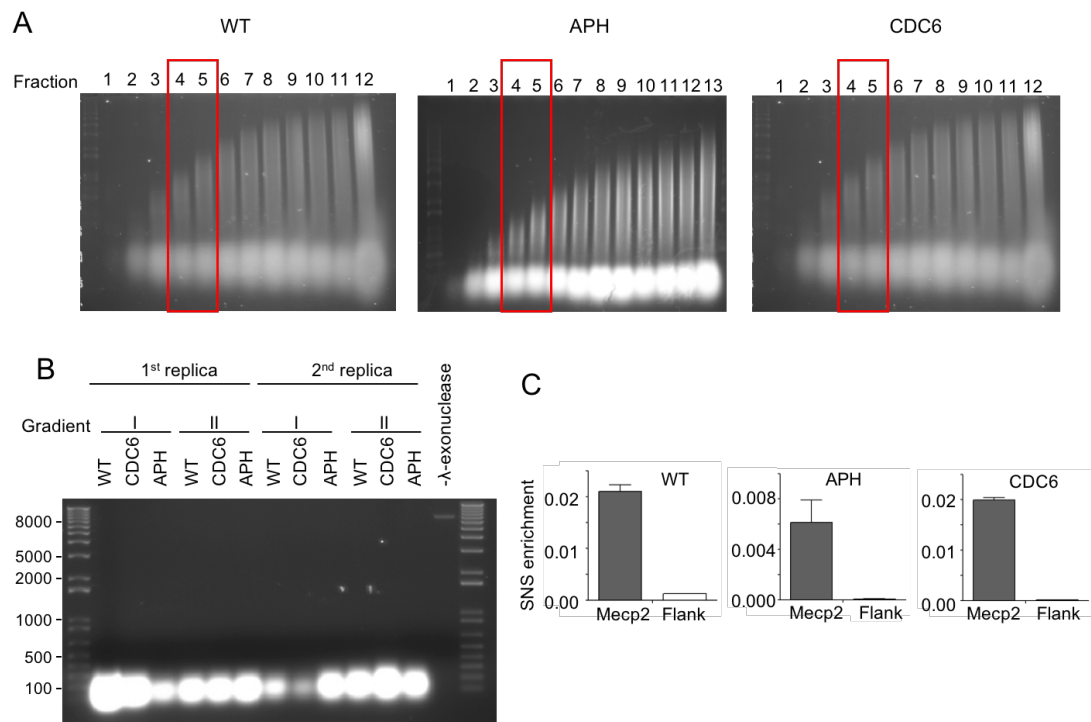 A
WT
APH
CDC6
Fraction
1 2 3 4 5 6 7 8 9 10 11 12
1 2 3 4 5 6 7 8 9 10 11 12 13
1 2 3 4 5 6 7 8 9 10 11 12
B
1st replica
2nd replica
Gradient
I
II
I
II
WT
CDC6
APH
WT
CDC6
APH
WT
CDC6
APH
WT
CDC6
APH
-λ-exonuclease
8000
5000
2000
1000
500
100
C
SNS enrichment
WT
0.02
0.01
0.00
Mecp2
Flank
APH
0.008
0.004
0.000
Mecp2
Flank
CDC6
0.02
0.01
0.00
Mecp2
Flank